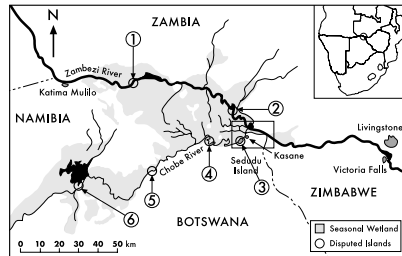 ZAMBIA
N
①
Zambezi River
Katima Mulilo
②
NAMIBIA
Livingstone
Chobe River
Kasane
Sedudu
Island
Victoria Falls
④
③
⑤
ZIMBABWE
⑥
BOTSWANA
Seasonal Wetland
Disputed Islands
0 10 20 30 40 50 km